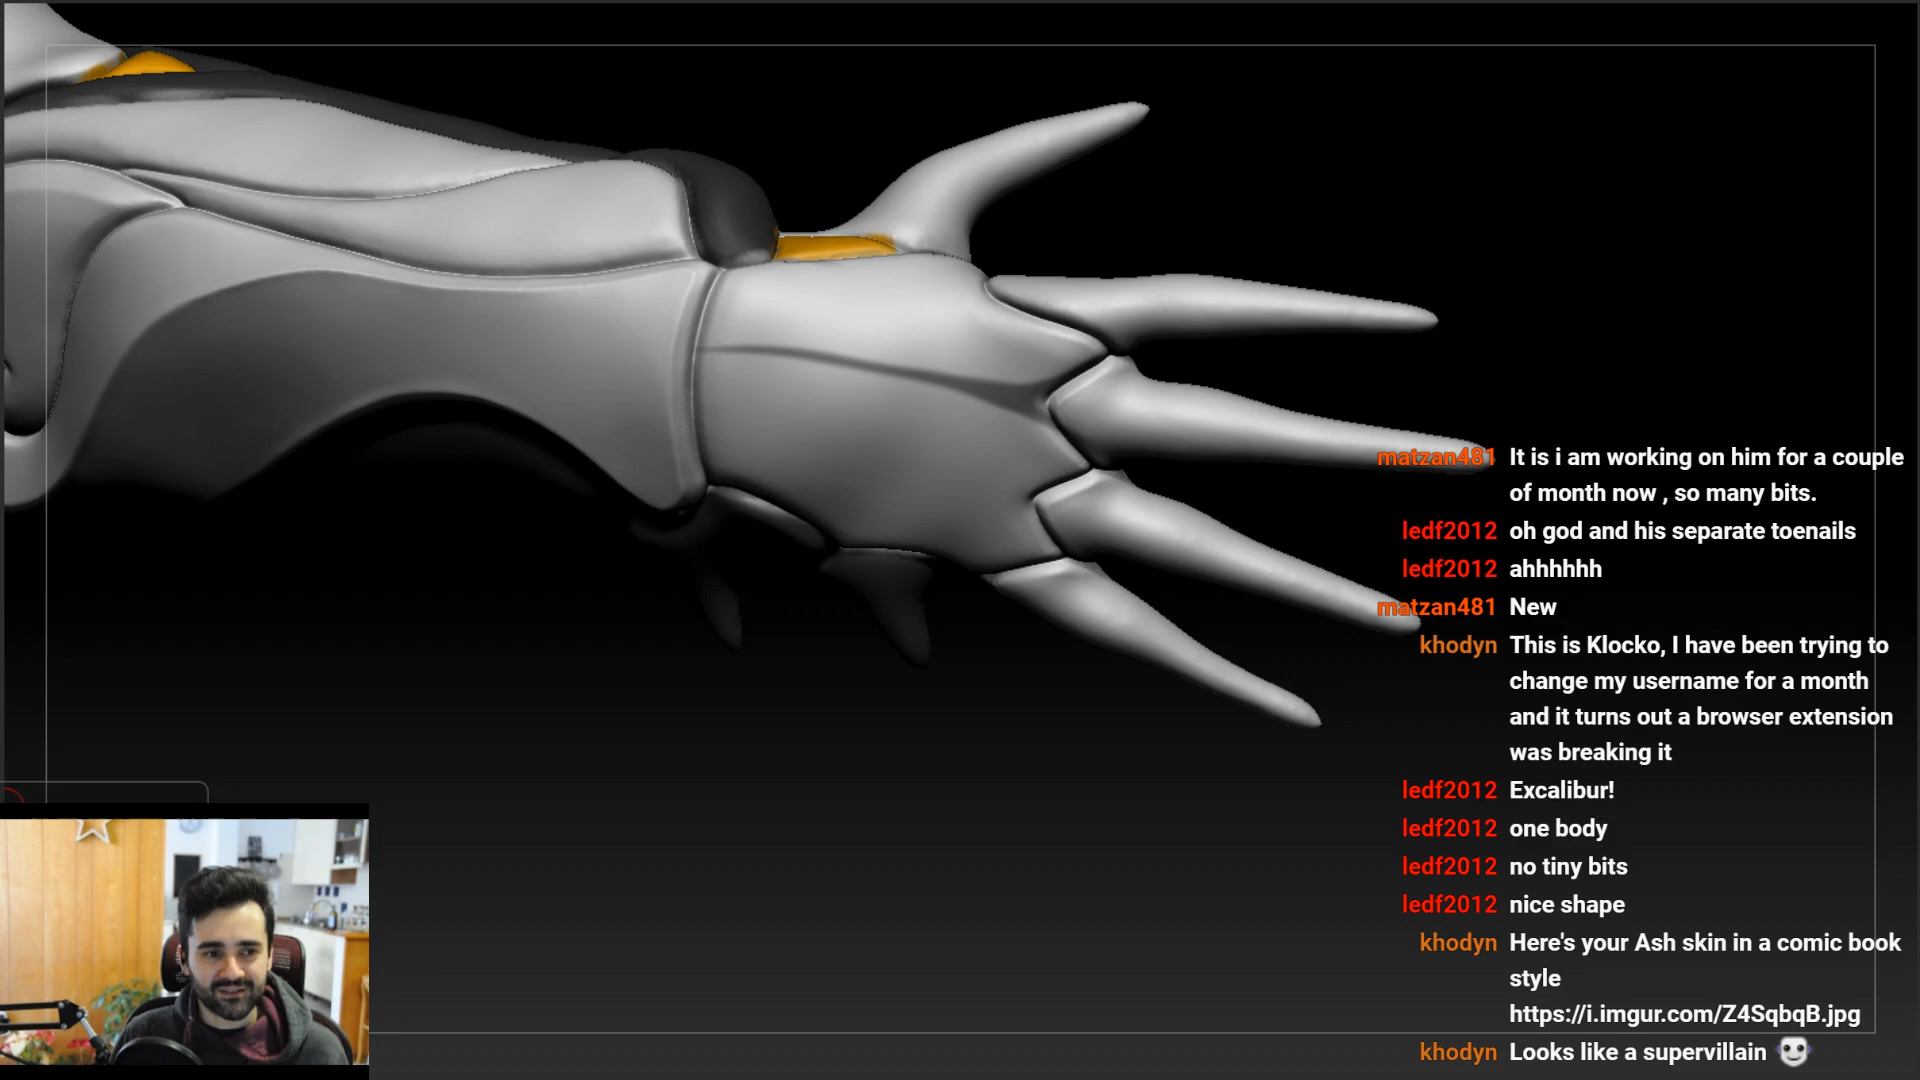 matzan481 It is i am working on him for a couple
of month now , so many bits.
ledf2012 oh god and his separate toenails
ledf2012 ahhhhhh
matzan481 New
khodyn This is Klocko, I have been trying to
change my username for a month
and it turns out a browser extension
was breaking it
ledf2012 Excalibur!
ledf2012 one body
ledf2012 no tiny bits
ledf2012 nice shape
khodyn Here's your Ash skin in a comic book
style
https://i.imgur.com/Z4SqbqB.jpg
khodyn Looks like a supervillain